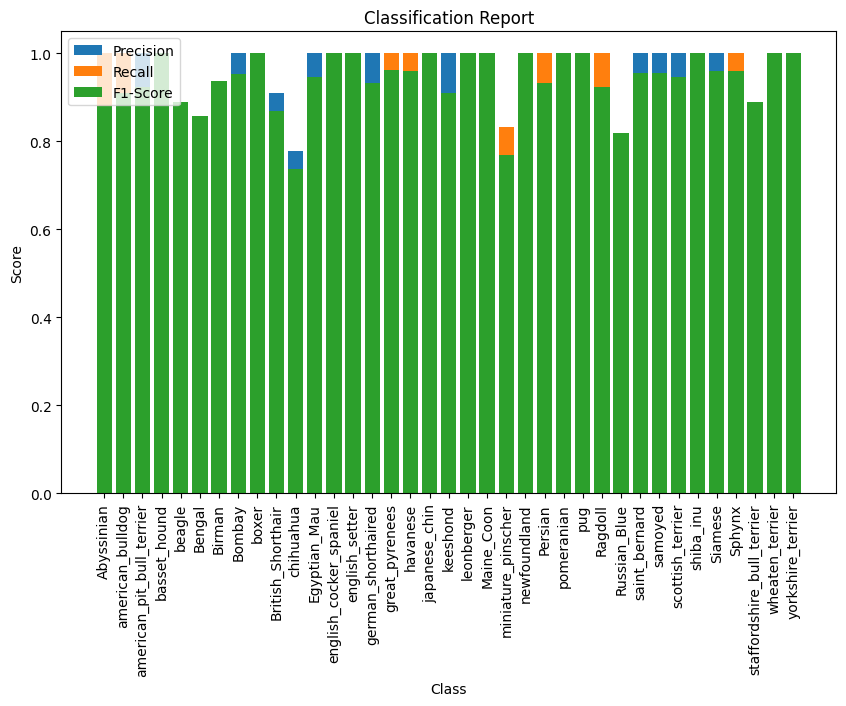 Classification Report
Precision
Recall
F1-Score
1.0
0.8
0.6
0.4
0.2
0.0
Score
Abyssinian
american_bulldog
american_pit_bull_terrier
basset_hound
beagle
Bengal
Birman
Bombay
boxer
British_Shorthair
chihuahua
Egyptian_Mau
english_cocker_spaniel
english_setter
german_shorthaired
great_pyrenees
havanese
japanese_chin
keeshond
leonberger
Maine_Coon
miniature_pinscher
newfoundland
Persian
pomeranian
pug
Ragdoll
Russian_Blue
saint_bernard
samoyed
scottish_terrier
shiba_inu
Siamese
Sphynx
staffordshire_bull_terrier
wheaten_terrier
yorkshire_terrier
Class